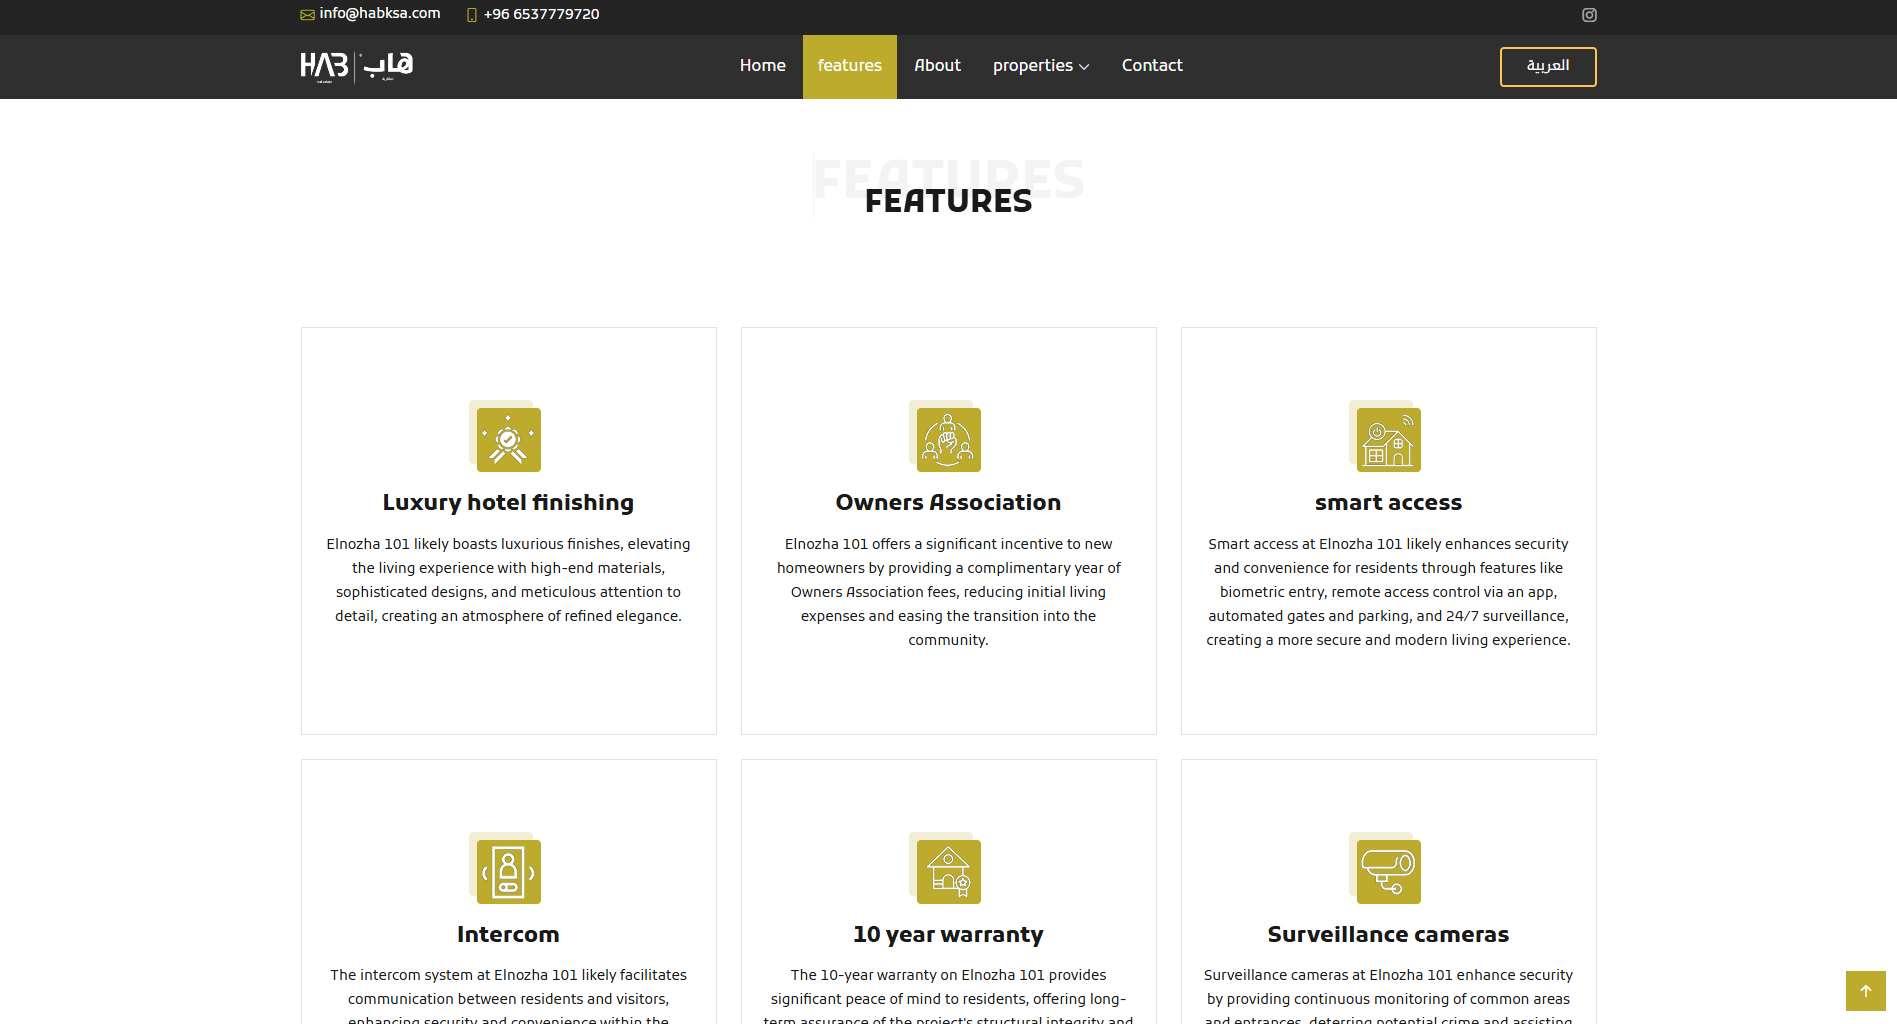 info@habksa.com
+96 6537779720
HAB هاب
Home
features
About
properties
Contact
العربية
FEATURES
FEATURES
Luxury hotel finishing
Elnozha 101 likely boasts luxurious finishes, elevating
the living experience with high-end materials,
sophisticated designs, and meticulous attention to
detail, creating an atmosphere of refined elegance.
Owners Association
Elnozha 101 offers a significant incentive to new
homeowners by providing a complimentary year of
Owners Association fees, reducing initial living
expenses and easing the transition into the
community.
smart access
Smart access at Elnozha 101 likely enhances security
and convenience for residents through features like
biometric entry, remote access control via an app,
automated gates and parking, and 24/7 surveillance,
creating a more secure and modern living experience.
Intercom
The intercom system at Elnozha 101 likely facilitates
communication between residents and visitors,
enhancing security and convenience within the
10 year warranty
The 10-year warranty on Elnozha 101 provides
significant peace of mind to residents, offering long-
term assurance of the project's structural integrity and
Surveillance cameras
Surveillance cameras at Elnozha 101 enhance security
by providing continuous monitoring of common areas
and entrances, deterring potential crime and assisting